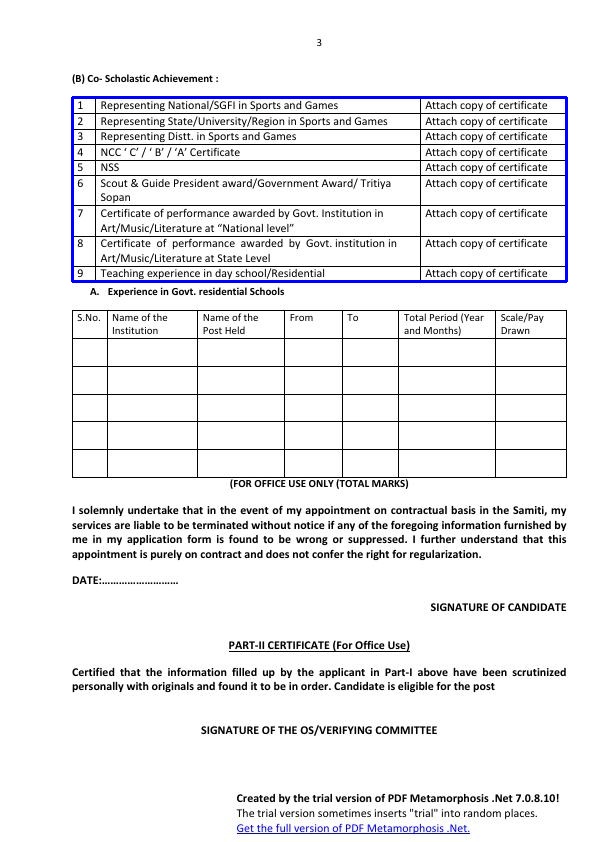 3
(B) Co- Scholastic Achievement :
1 Representing National/SGFI in Sports and Games Attach copy of certificate
2 Representing State/University/Region in Sports and Games Attach copy of certificate
3 Representing Distt. in Sports and Games Attach copy of certificate
4 NCC ‘ C’ / ‘ B’ / ‘A’ Certificate Attach copy of certificate
5 NSS Attach copy of certificate
6 Scout & Guide President award/Government Award/ Tritiya Attach copy of certificate
Sopan
7 Certificate of performance awarded by Govt. Institution in Attach copy of certificate
Art/Music/Literature at “National level”
8 Certificate of performance awarded by Govt. institution in Attach copy of certificate
Art/Music/Literature at State Level
9 Teaching experience in day school/Residential Attach copy of certificate
A. Experience in Govt. residential Schools
S.No. Name of the Name of the From To Total Period (Year Scale/Pay
Institution Post Held and Months) Drawn
(FOR OFFICE USE ONLY (TOTAL MARKS)
I solemnly undertake that in the event of my appointment on contractual basis in the Samiti, my
services are liable to be terminated without notice if any of the foregoing information furnished by
me in my application form is found to be wrong or suppressed. I further understand that this
appointment is purely on contract and does not confer the right for regularization.
DATE:………………………
SIGNATURE OF CANDIDATE
PART-II CERTIFICATE (For Office Use)
Certified that the information filled up by the applicant in Part-I above have been scrutinized
personally with originals and found it to be in order. Candidate is eligible for the post
SIGNATURE OF THE OS/VERIFYING COMMITTEE
Created by the trial version of PDF Metamorphosis .Net 7.0.8.10!
The trial version sometimes inserts "trial" into random places.
Get the full version of PDF Metamorphosis .Net.